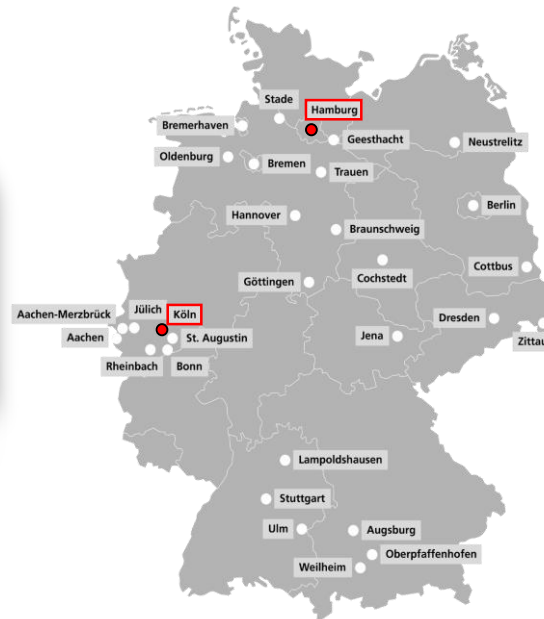 Stade
Hamburg
Bremerhaven
Geesthacht
Neustrelitz
Oldenburg
Bremen
Trauen
Berlin
Hannover
Braunschweig
Cottbus
Göttingen
Cochstedt
Aachen-Merzbrück
Jülich
Köln
Dresden
Aachen
St. Augustin
Jena
Zittau
Rheinbach
Bonn
Lampoldshausen
Stuttgart
Ulm
Augsburg
Oberpfaffenhofen
Weilheim